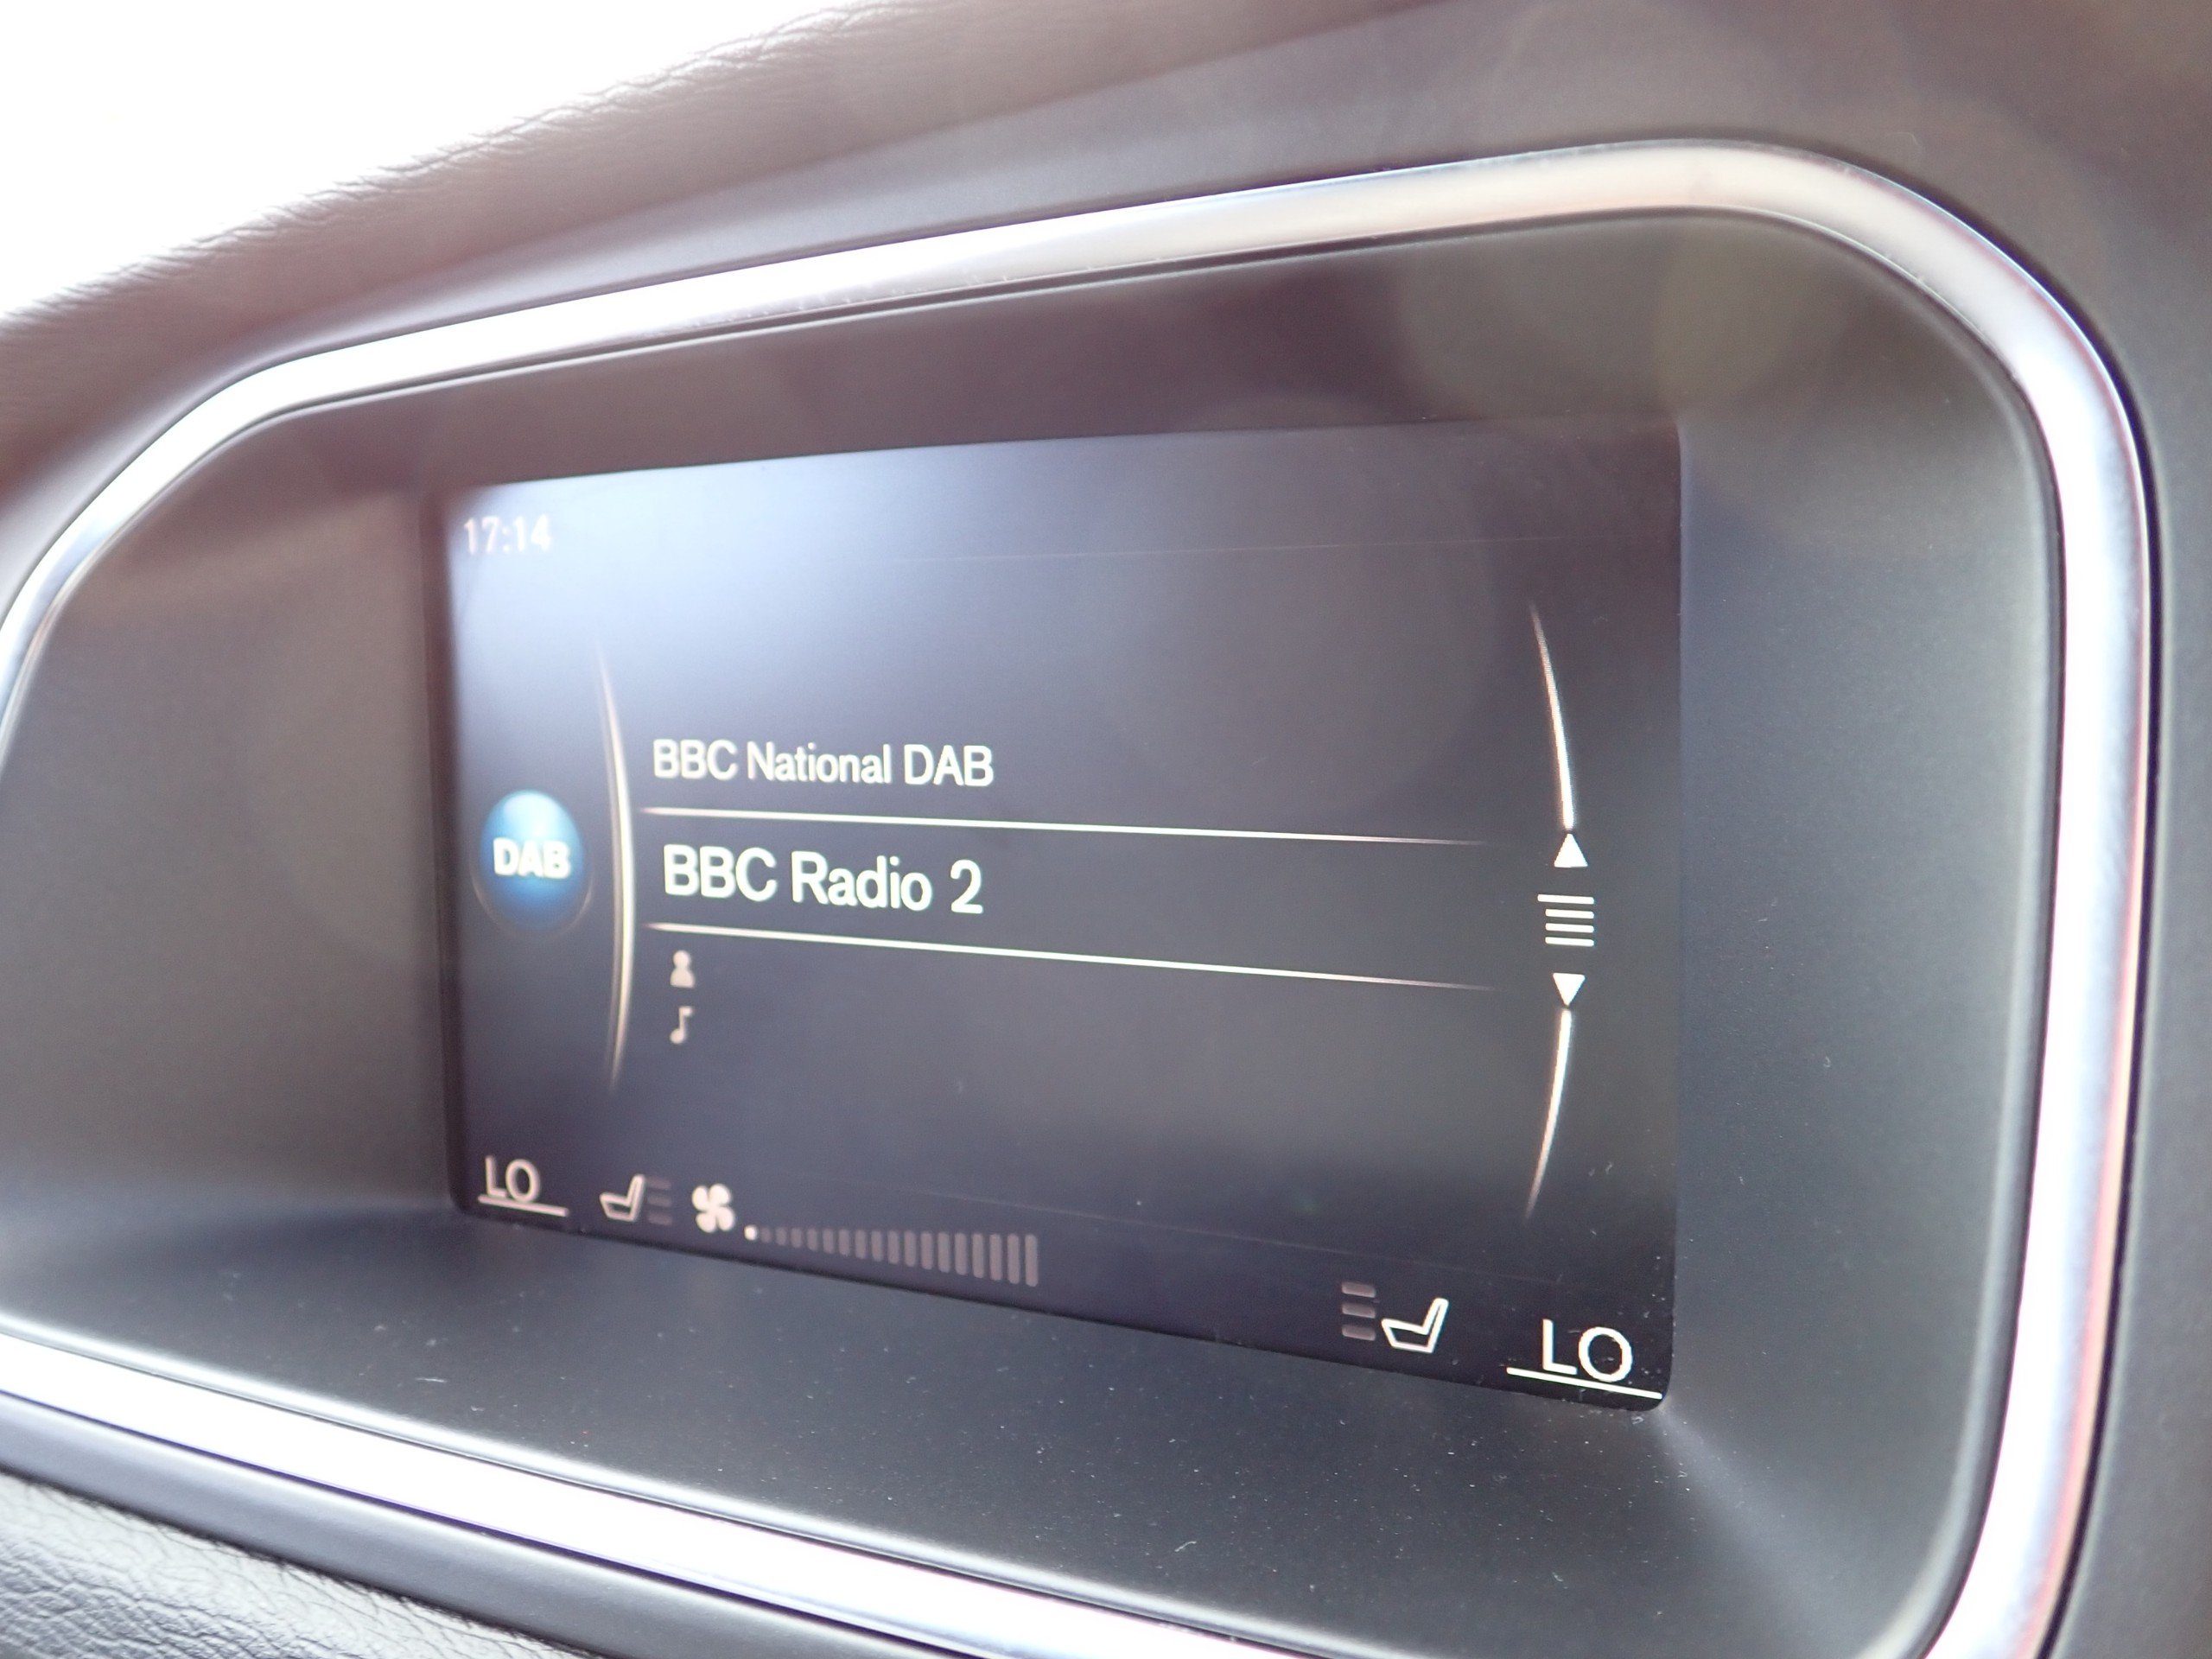 17:14
BBC National DAB
DAB
BBC Radio 2
LO
LO